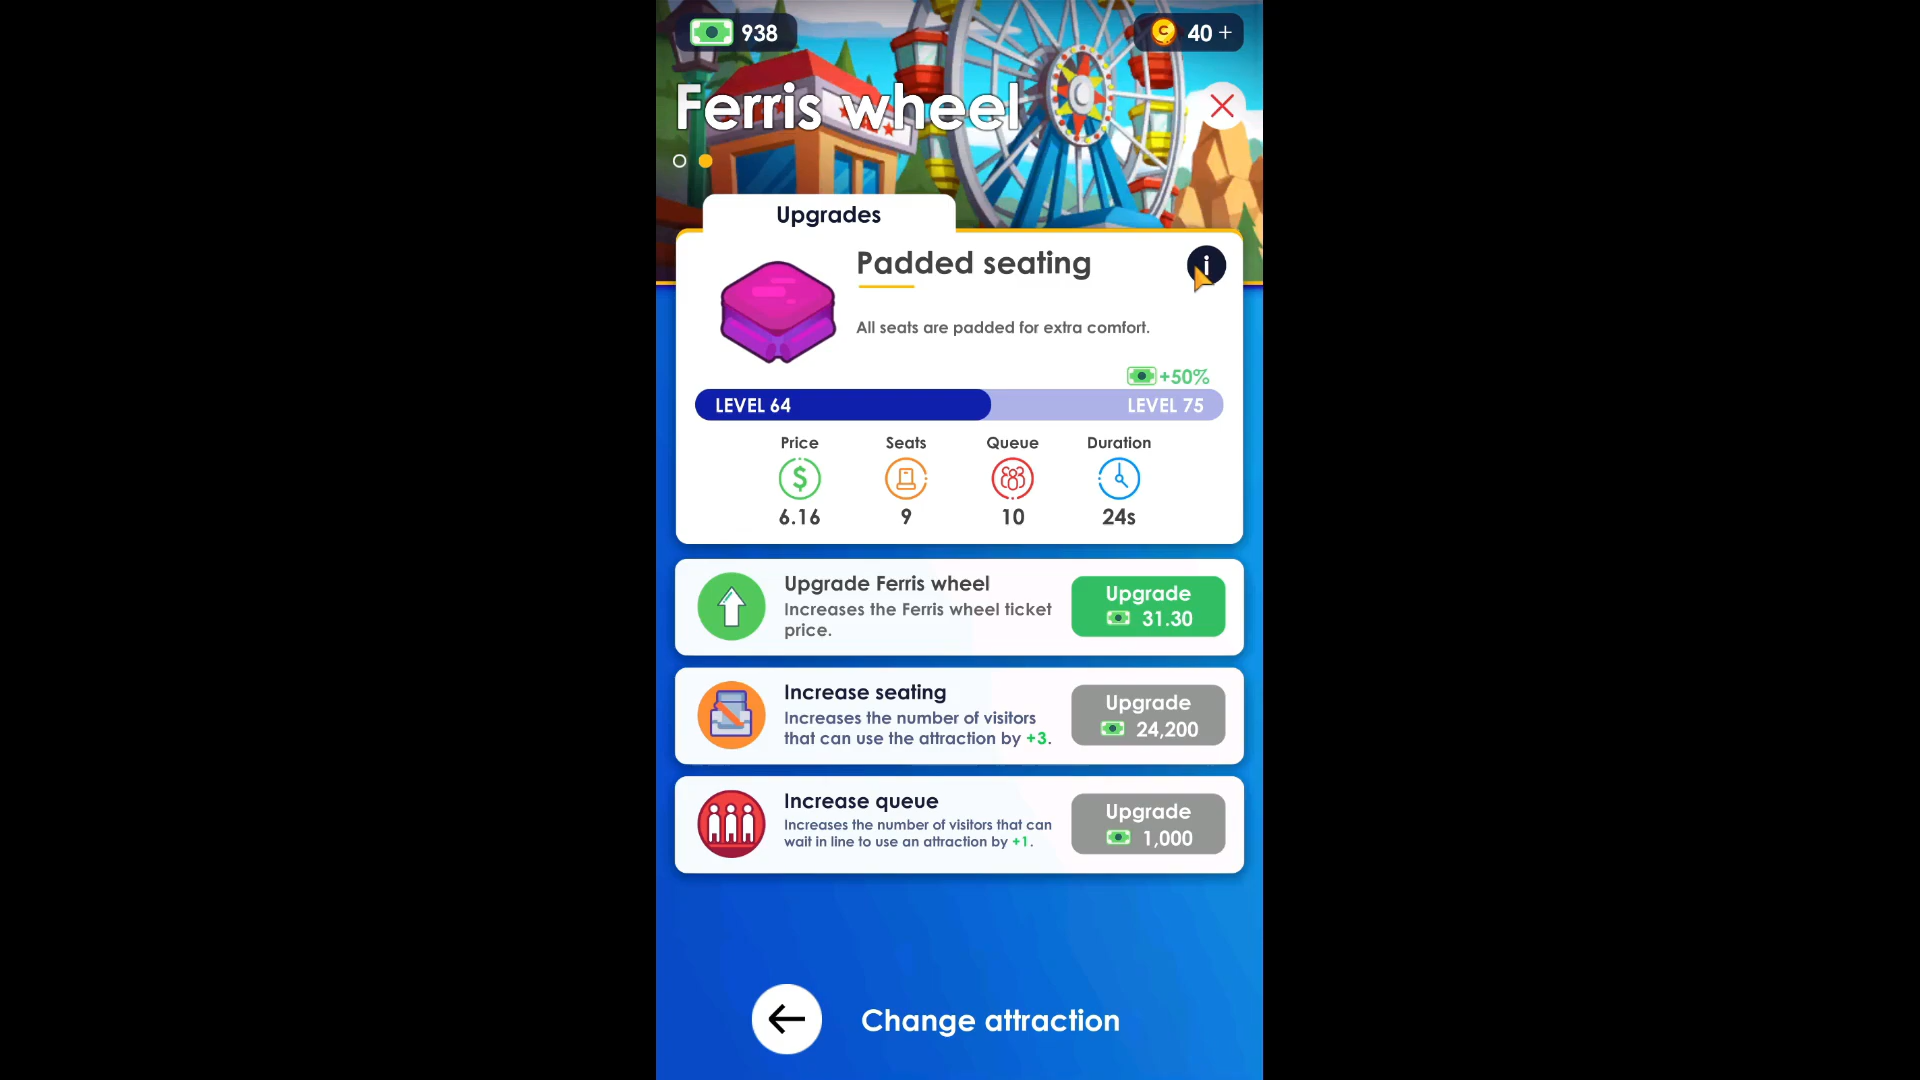 938
40 +
Ferris wheel
Upgrades
Padded seating
i
All seats are padded for extra comfort.
+50%
LEVEL 64
LEVEL 75
Price
Seats
Queue
Duration
$
6.16
9
10
24s
Upgrade Ferris wheel
Increases the Ferris wheel ticket
price.
Upgrade
31.30
Increase seating
Increases the number of visitors
that can use the attraction by +3.
Upgrade
24,200
Increase queue
Increases the number of visitors that can
wait in line to use an attraction by +1.
Upgrade
1,000
Change attraction